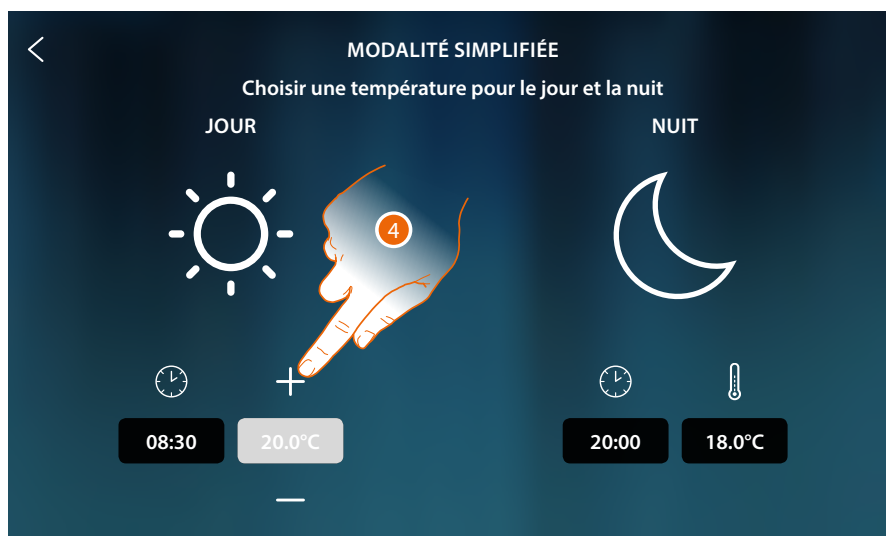 MODALITÉ SIMPLIFIÉE
Choisir une température pour le jour et la nuit
JOUR
NUIT
4
08:30
20.0°C
20:00
18.0°C